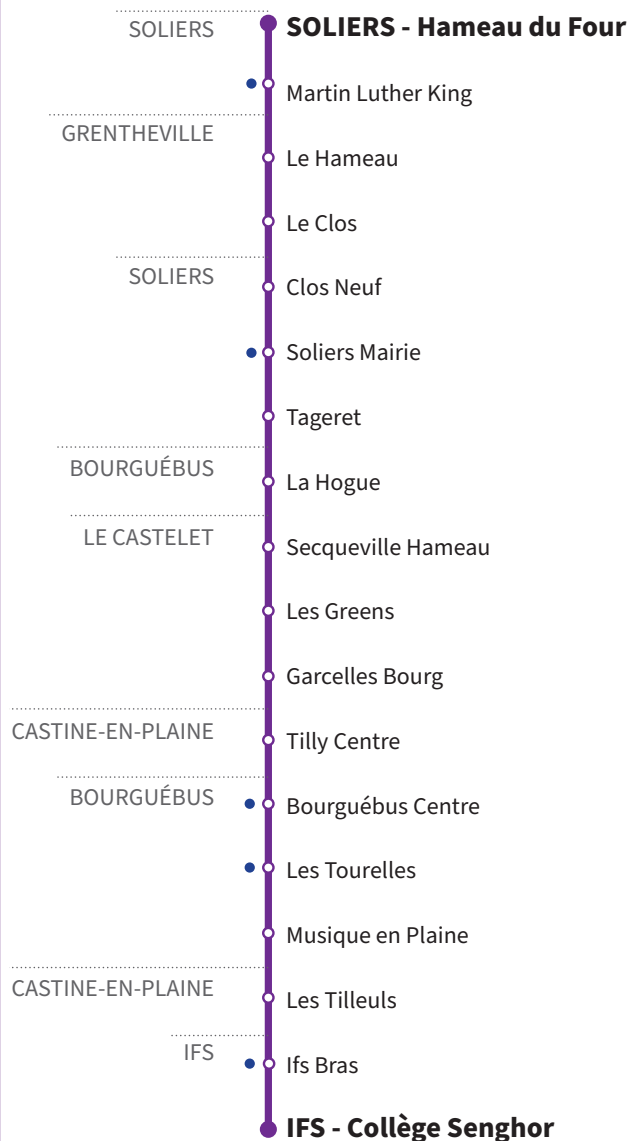 SOLIERS
SOLIERS - Hameau du Four
Martin Luther King
GRENTHEVILLE
Le Hameau
Le Clos
SOLIERS
Clos Neuf
Soliers Mairie
Tageret
BOURGUÉBUS
La Hogue
LE CASTELET
Secqueville Hameau
Les Greens
Garcelles Bourg
CASTINE-EN-PLAINE
Tilly Centre
BOURGUÉBUS
Bourguébus Centre
Les Tourelles
Musique en Plaine
CASTINE-EN-PLAINE
Les Tilleuls
IFS
Ifs Bras
IFS - Collège Senghor